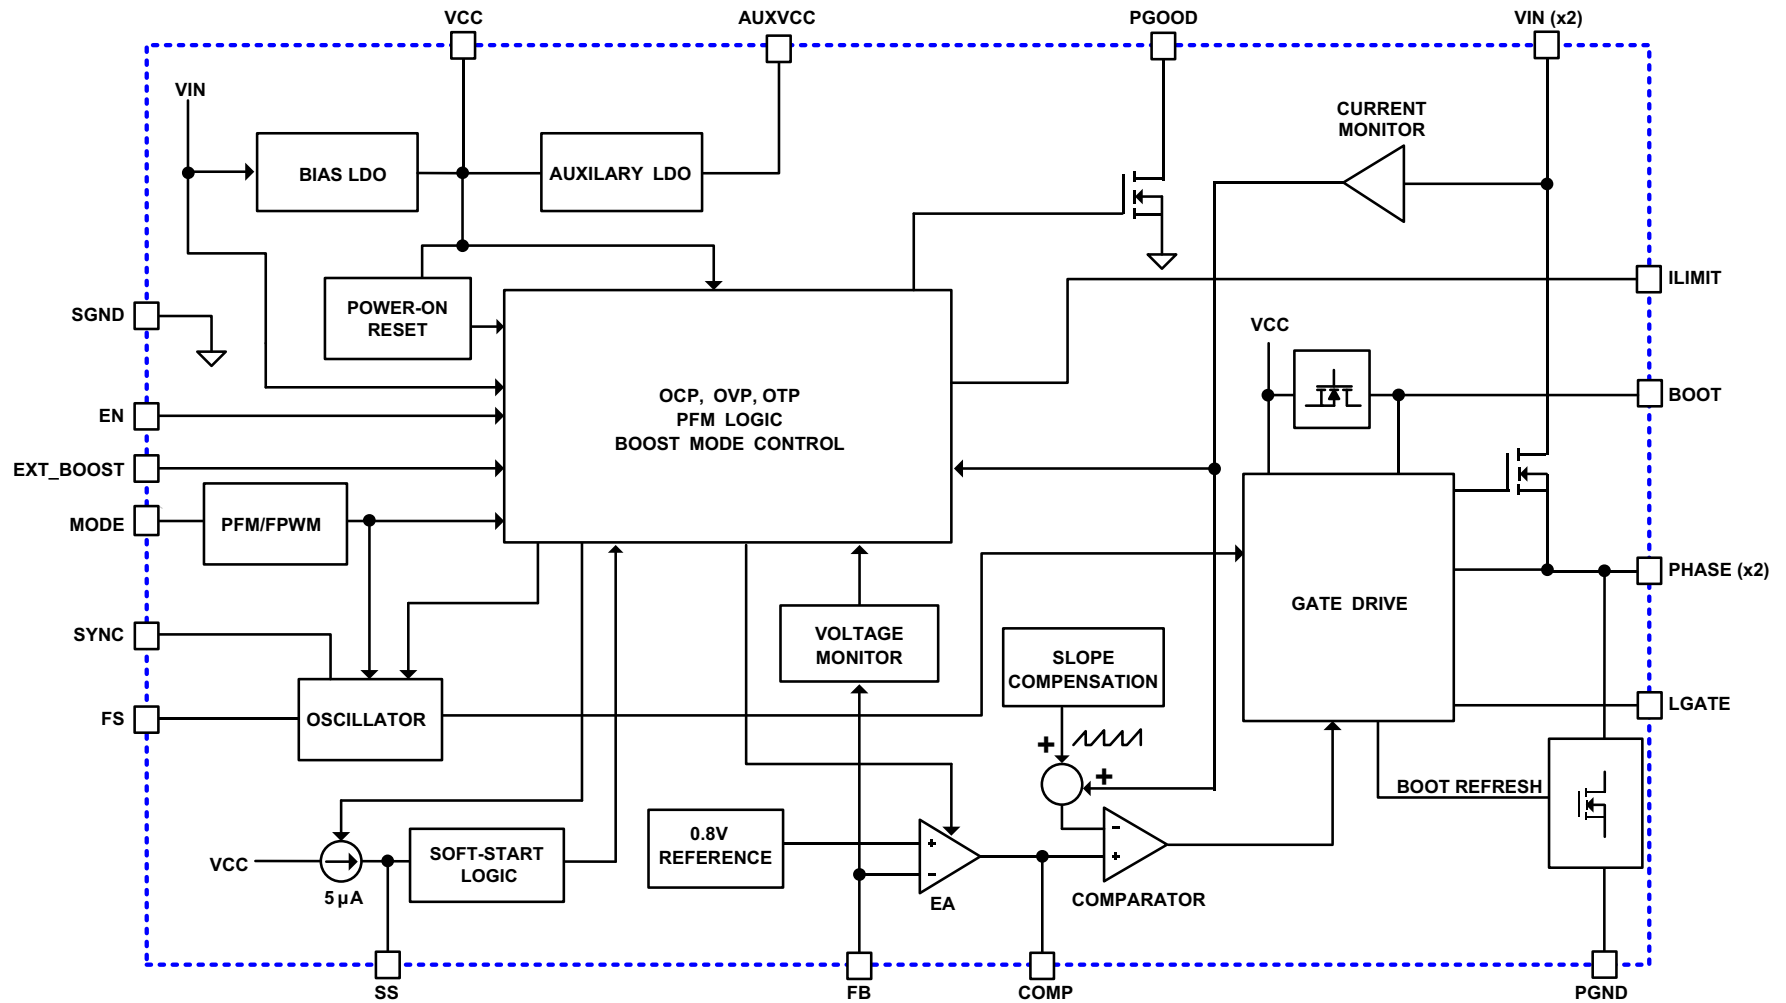 VCC
AUXVCC
PGOOD
VIN (x2)
VIN
CURRENT
MONITOR
BIAS LDO
AUXILARY LDO
SGND
POWER-ON
RESET
ILIMIT
VCC
OCP, OVP, OTP
PFM LOGIC
BOOST MODE CONTROL
BOOT
EN
EXT_BOOST
MODE
PFM/FPWM
PHASE (x2)
GATE DRIVE
SYNC
VOLTAGE
MONITOR
SLOPE
COMPENSATION
FS
OSCILLATOR
LGATE
+
+
BOOT REFRESH
0.8V
REFERENCE
+
-
EA
-
+
COMPARATOR
VCC
5 µA
SOFT-START
LOGIC
SS
FB
COMP
PGND